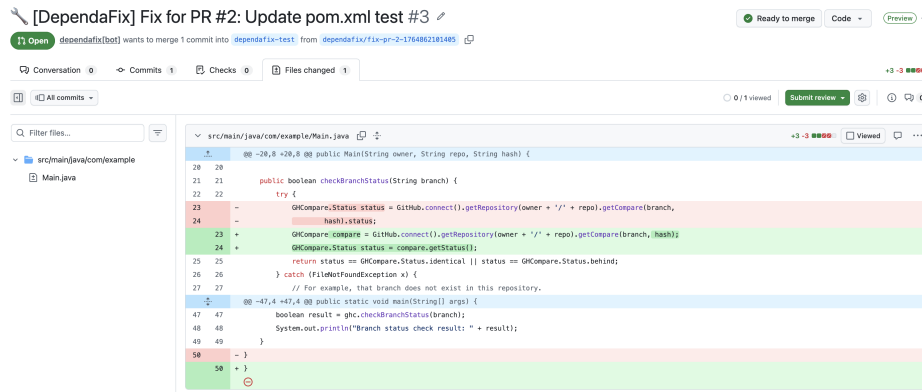 [DependaFix] Fix for PR #2: Update pom.xml test #3
Ready to merge
Code
Preview
Open
dependafix[bot] wants to merge 1 commit into dependafix-test from dependafix/fix-pr-2-1764862101405
Conversation 0
Commits 1
Checks 0
Files changed 1
+3 -3
All commits
0 / 1 viewed
Submit review
Filter files...
src/main/java/com/example
Main.java
src/main/java/com/example/Main.java
+3 -3
Viewed
@@ -20,8 +20,8 @@ public Main(String owner, String repo, String hash) {
20 20
21 21 public boolean checkBranchStatus(String branch) {
22 22 try {
23 - GHCompare.Status status = GitHub.connect().getRepository(owner + '/' + repo).getCompare(branch,
24 - hash).status;
23 + GHCompare compare = GitHub.connect().getRepository(owner + '/' + repo).getCompare(branch, hash);
24 + GHCompare.Status status = compare.getStatus();
25 25 return status == GHCompare.Status.identical || status == GHCompare.Status.behind;
26 26 } catch (FileNotFoundException x) {
27 27 // For example, that branch does not exist in this repository.
@@ -47,4 +47,4 @@ public static void main(String[] args) {
47 47 boolean result = ghc.checkBranchStatus(branch);
48 48 System.out.println("Branch status check result: " + result);
49 49 }
50 - }
50 + }